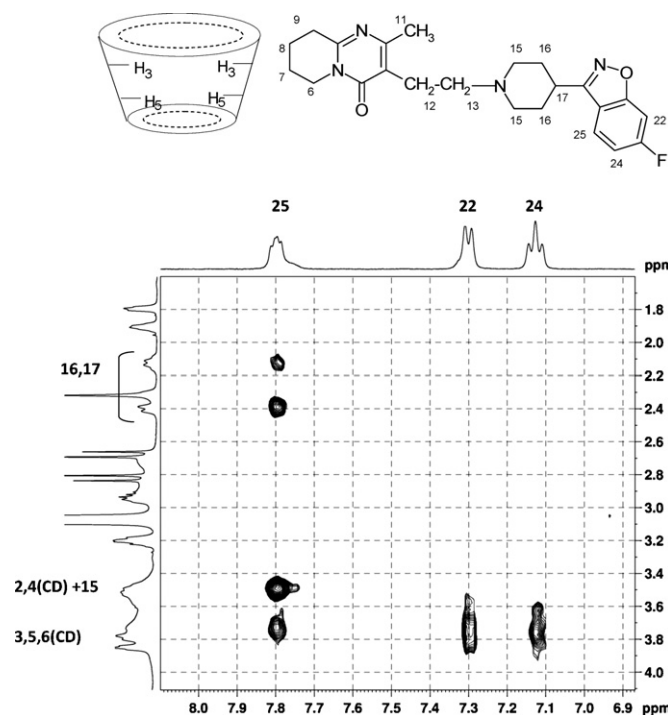 9
8
7
6
N
N
O
11
CH3
CH2-CH2
12
13
N
15
16
15
16
17
N
O
22
25
24
F
H3
H3
H5
H5
25
22
24
ppm
ppm
16,17
2,4(CD) +15
3,5,6(CD)
1.8
2.0
2.2
2.4
2.6
2.8
3.0
3.2
3.4
3.6
3.8
4.0
8.0 7.9 7.8 7.7 7.6 7.5 7.4 7.3 7.2 7.1 7.0 6.9 ppm